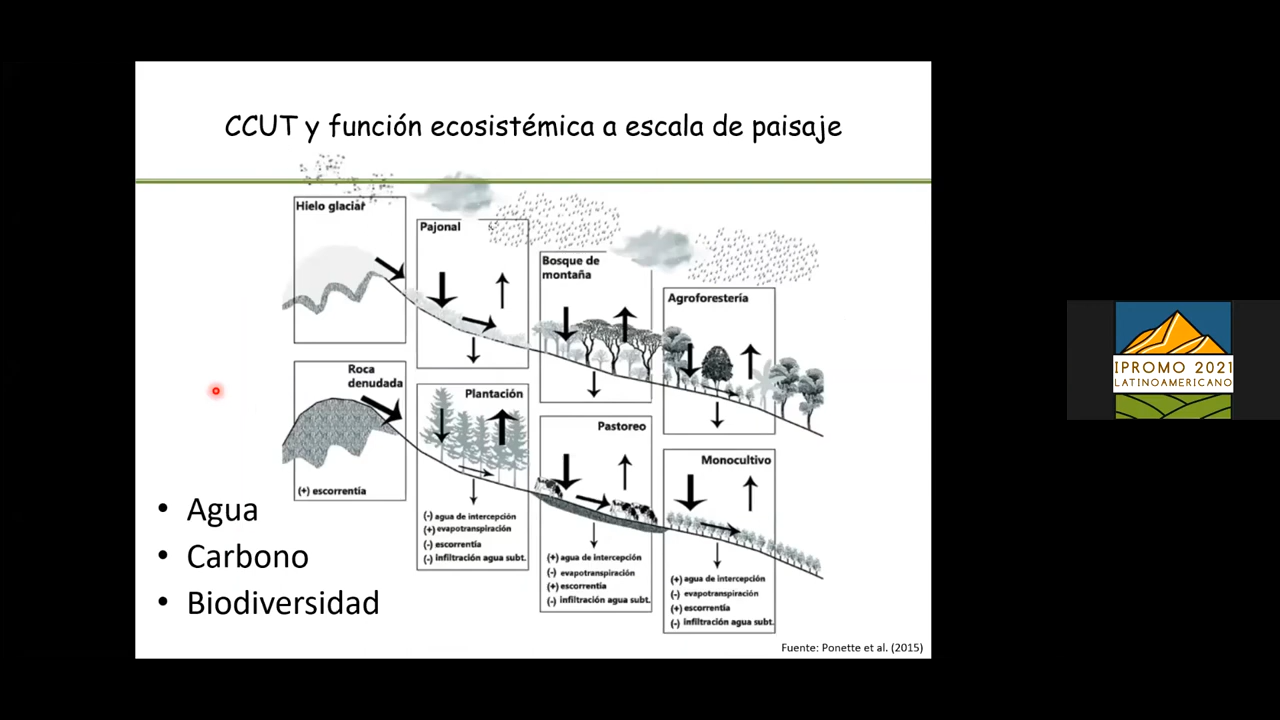 CCUT y función ecosistémica a escala de paisaje
Hielo glaciar
Pajonal
Bosque de
montaña
Agroforestería
Roca
denudada
(+) escorrentía
Plantación
(-) agua de intercepción
(+) evapotranspiración
(-) escorrentía
(-) infiltración agua subt.
Pastoreo
(+) agua de intercepción
(-) evapotranspiración
(+) escorrentía
(-) infiltración agua subt.
Monocultivo
(+) agua de intercepción
(-) evapotranspiración
(+) escorrentía
(-) infiltración agua subt.
• Agua
• Carbono
• Biodiversidad
Fuente: Ponette et al. (2015)
IPROMO 2021
LATINOAMERICANO